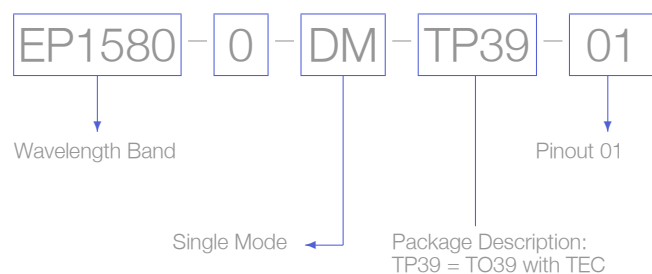 EP1580 - 0 - DM - TP39 - 01
Wavelength Band
Pinout 01
Single Mode
Package Description:
TP39 = TO39 with TEC